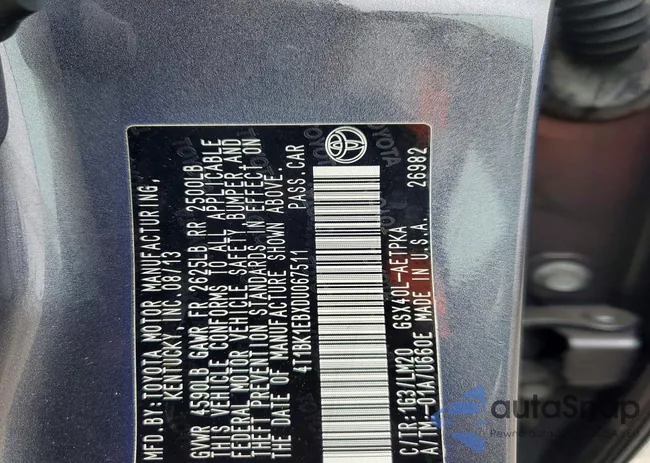 MFD.BY:TOYOTA MOTOR MANUFACTURING,
KENTUCKY, INC.08/13
GVWR 4590LB GAWR FR 2625LB RR 2500LB
THIS VEHICLE CONFORMS TO ALL APPLICABLE
FEDERAL MOTOR VEHICLE SAFETY, BUMPER AND
THEFT PREVENTION STANDARDS IN EFFECT ON
THE DATE OF MANUFACTURE SHOWN ABOVE.
4T1BK1EBXDU067511 PASS.CAR
C/TR:1G3/LM20 GSX40L-AETPKA
A/TM:-01A/U660E MADE IN U.S.A. 26982
TOYOTA
autoSnap